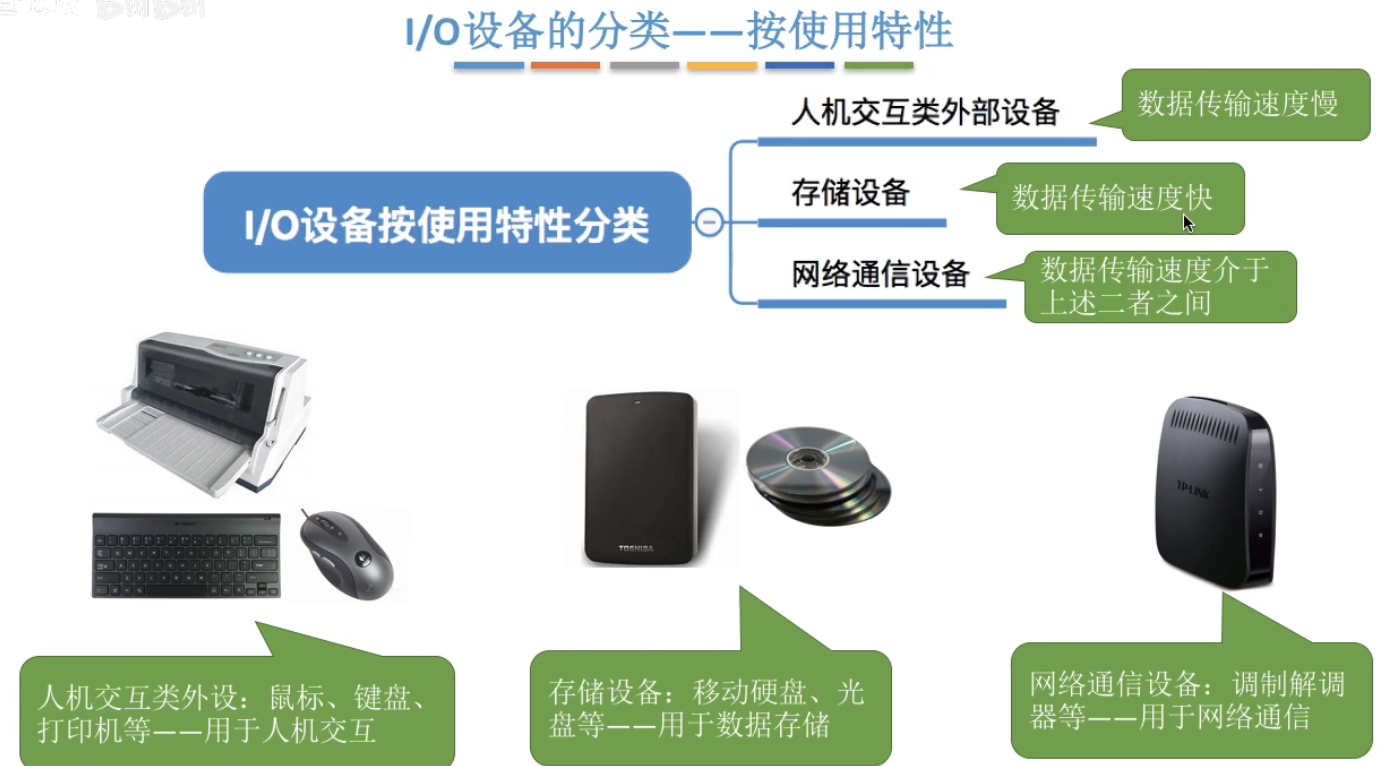 I/O设备的分类——按使用特性
人机交互类外部设备
数据传输速度慢
I/O设备按使用特性分类
存储设备
数据传输速度快
网络通信设备
数据传输速度介于
上述二者之间
TOSHIBA
TP-LINK
人机交互类外设：鼠标、键盘、
打印机等——用于人机交互
存储设备：移动硬盘、光
盘等——用于数据存储
网络通信设备：调制解调
器等——用于网络通信